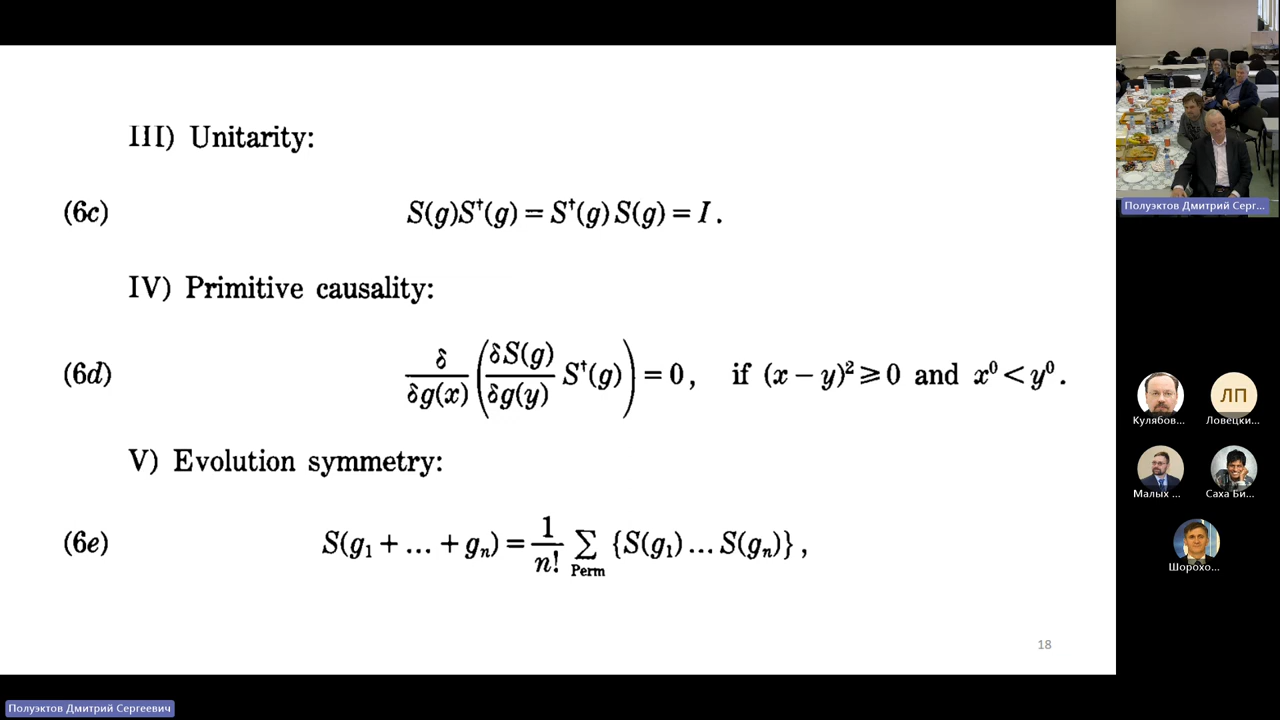 III) Unitarity:
(6c) S(g)S†(g) = S†(g)S(g) = I.
IV) Primitive causality:
(6d) δ/δg(x) (δS(g)/δg(y) S†(g)) = 0, if (x − y)² ⩾ 0 and x⁰ < y⁰.
V) Evolution symmetry:
(6e) S(g₁ + ... + gₙ) = 1/n! ∑ Perm {S(g₁) ... S(gₙ)},
18
Полуэктов Дмитрий Серг...
Кулябов...
Ловецки...
ЛП
Малых ...
Саха Би...
Шорохо...
Полуэктов Дмитрий Сергеевич